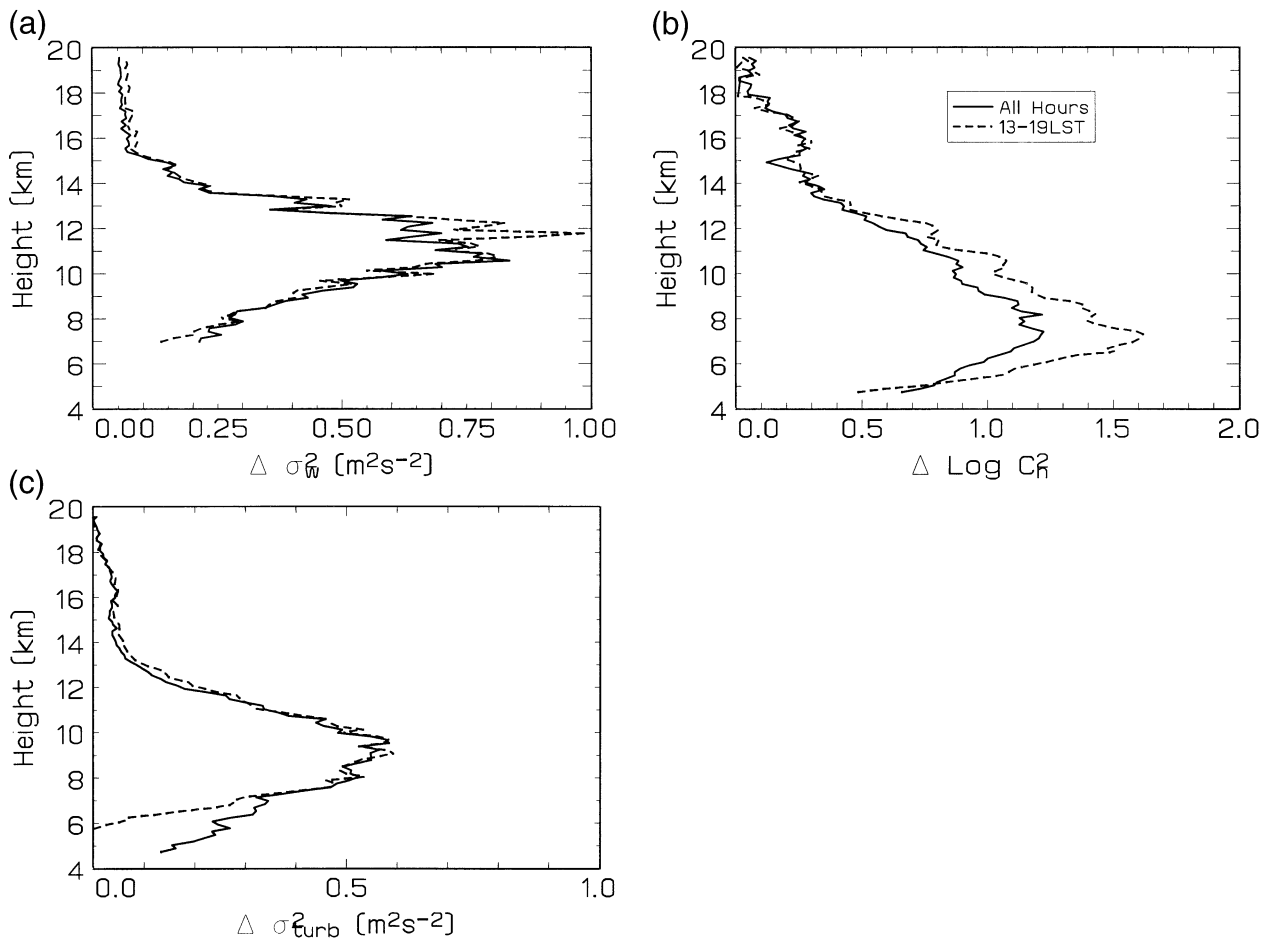 (a)
20
18
16
14
12
10
8
6
4
Height [km]
0.00 0.25 0.50 0.75 1.00
Δ σ²w [m²s⁻²]
(b)
20
18
16
14
12
10
8
6
4
Height [km]
All Hours
13-19LST
0.0 0.5 1.0 1.5 2.0
Δ Log C²n
(c)
20
18
16
14
12
10
8
6
4
Height [km]
0.0 0.5 1.0
Δ σ²turb [m²s⁻²]